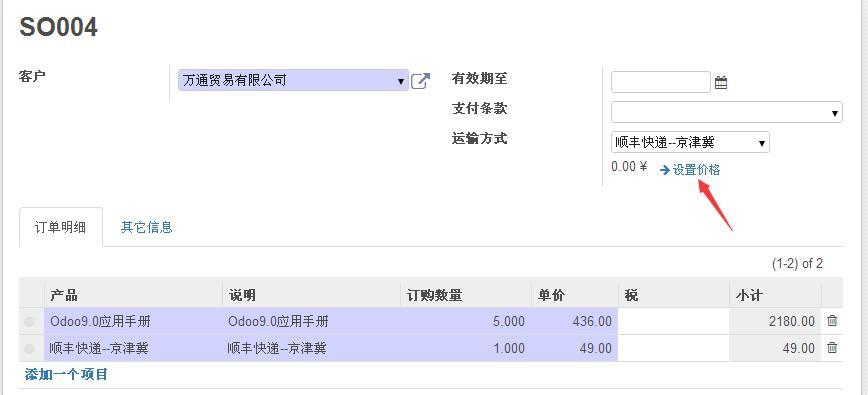 SO004
客户
万通贸易有限公司
有效期至
支付条款
运输方式
顺丰快递--京津冀
0.00 ¥
设置价格
订单明细
其它信息
(1-2) of 2
产品 说明 订购数量 单价 税 小计
Odoo9.0应用手册 Odoo9.0应用手册 5.000 436.00 2180.00
顺丰快递--京津冀 顺丰快递--京津冀 1.000 49.00 49.00
添加一个项目